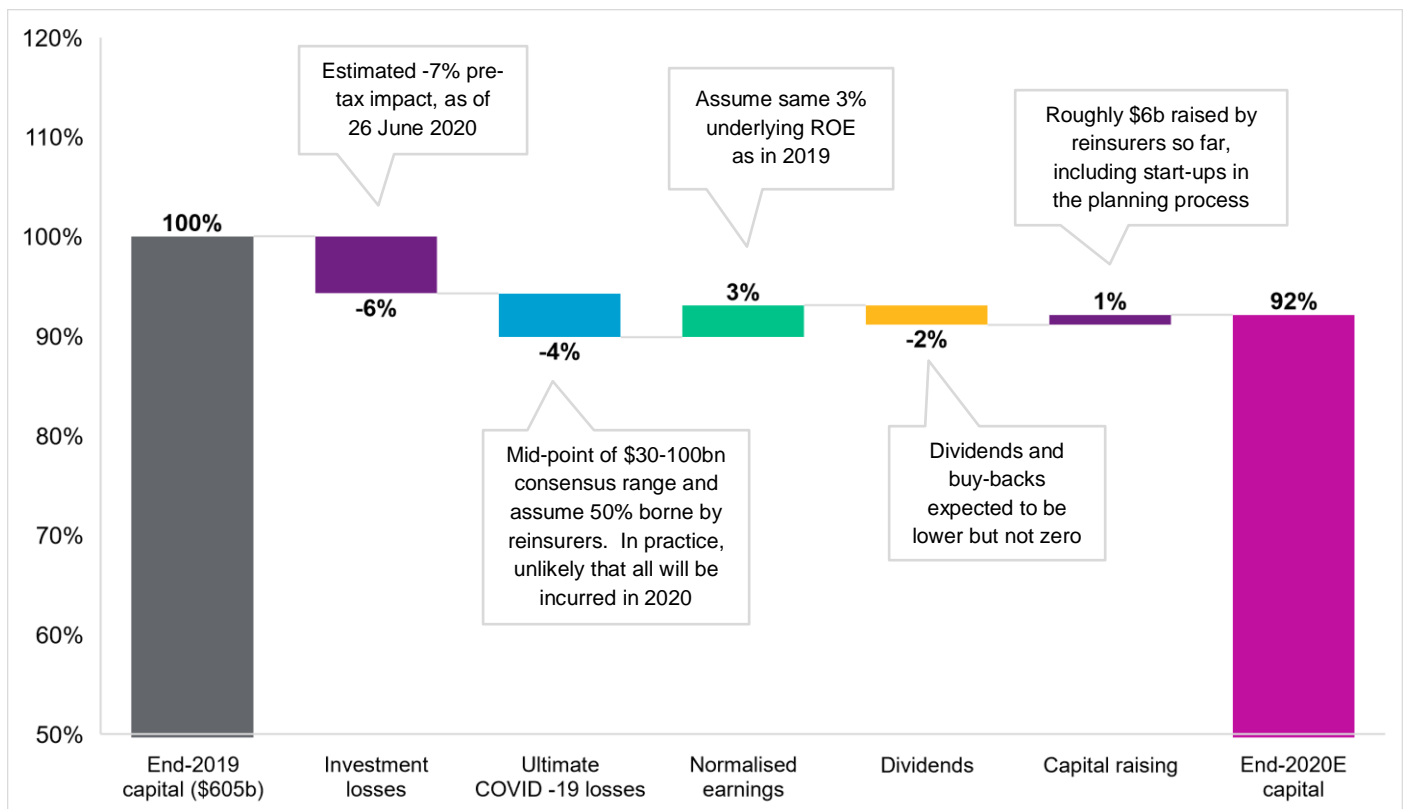 120%
110%
100%
90%
80%
70%
60%
50%
Estimated -7% pre-
tax impact, as of
26 June 2020
Assume same 3%
underlying ROE
as in 2019
Roughly $6b raised by
reinsurers so far,
including start-ups in
the planning process
100%
-6%
-4%
3%
-2%
1%
92%
Mid-point of $30-100bn
consensus range and
assume 50% borne by
reinsurers. In practice,
unlikely that all will be
incurred in 2020
Dividends and
buy-backs
expected to be
lower but not zero
End-2019
capital ($605b)
Investment
losses
Ultimate
COVID -19 losses
Normalised
earnings
Dividends
Capital raising
End-2020E
capital